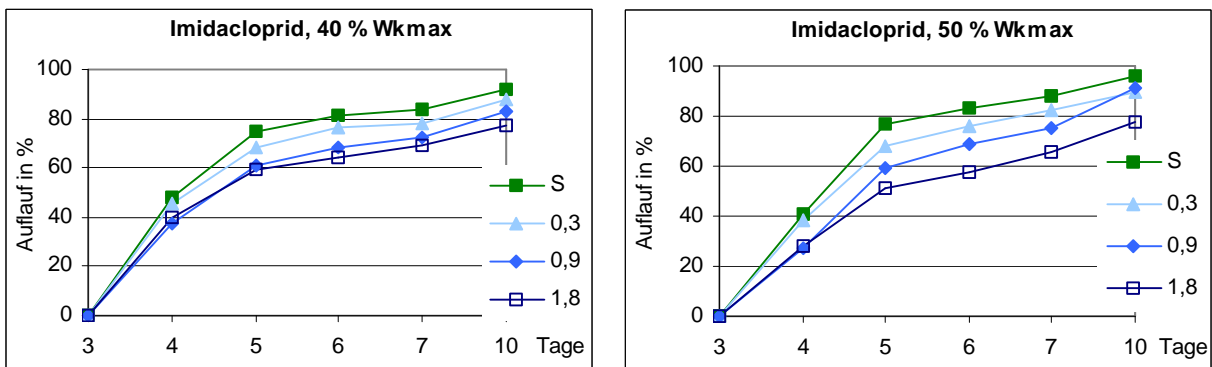 Imidacloprid, 40 % Wkmax
Auflauf in %
100
80
60
40
20
0
3 4 5 6 7 10 Tage
S
0,3
0,9
1,8
Imidacloprid, 50 % Wkmax
Auflauf in %
100
80
60
40
20
0
3 4 5 6 7 10 Tage
S
0,3
0,9
1,8